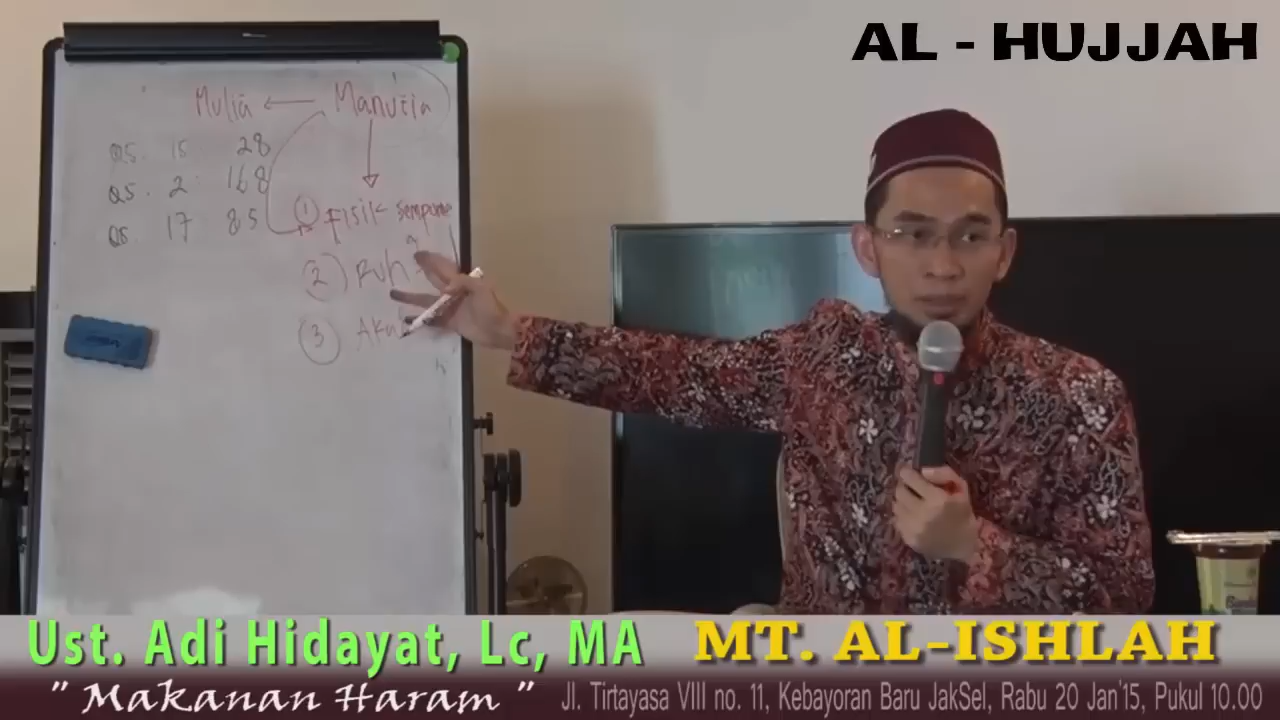 AL - HUJJAH
Mulia ← Manusia
QS. 15 28
QS. 2 168
QS. 17 85
1 Fisik
2 Ruh
3 Akal
Ust. Adi Hidayat, Lc, MA
MT. AL-ISHLAH
" Makanan Haram "
Jl. Tirtayasa VIII no. 11, Kebayoran Baru JakSel, Rabu 20 Jan'15, Pukul 10.00